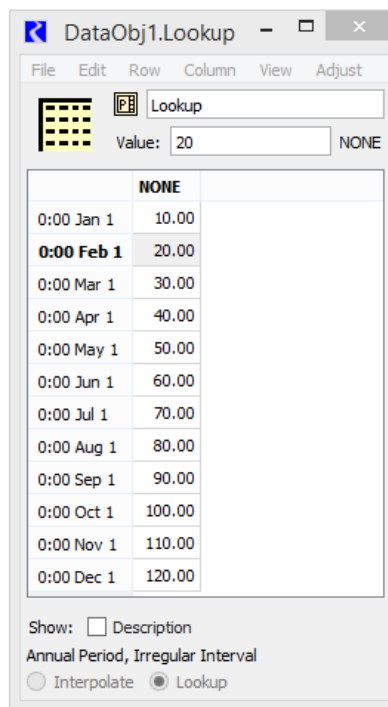 DataObj1.Lookup
File Edit Row Column View Adjust
Lookup
Value: 20 NONE
NONE
0:00 Jan 1 10.00
0:00 Feb 1 20.00
0:00 Mar 1 30.00
0:00 Apr 1 40.00
0:00 May 1 50.00
0:00 Jun 1 60.00
0:00 Jul 1 70.00
0:00 Aug 1 80.00
0:00 Sep 1 90.00
0:00 Oct 1 100.00
0:00 Nov 1 110.00
0:00 Dec 1 120.00
Show: Description
Annual Period, Irregular Interval
Interpolate Lookup